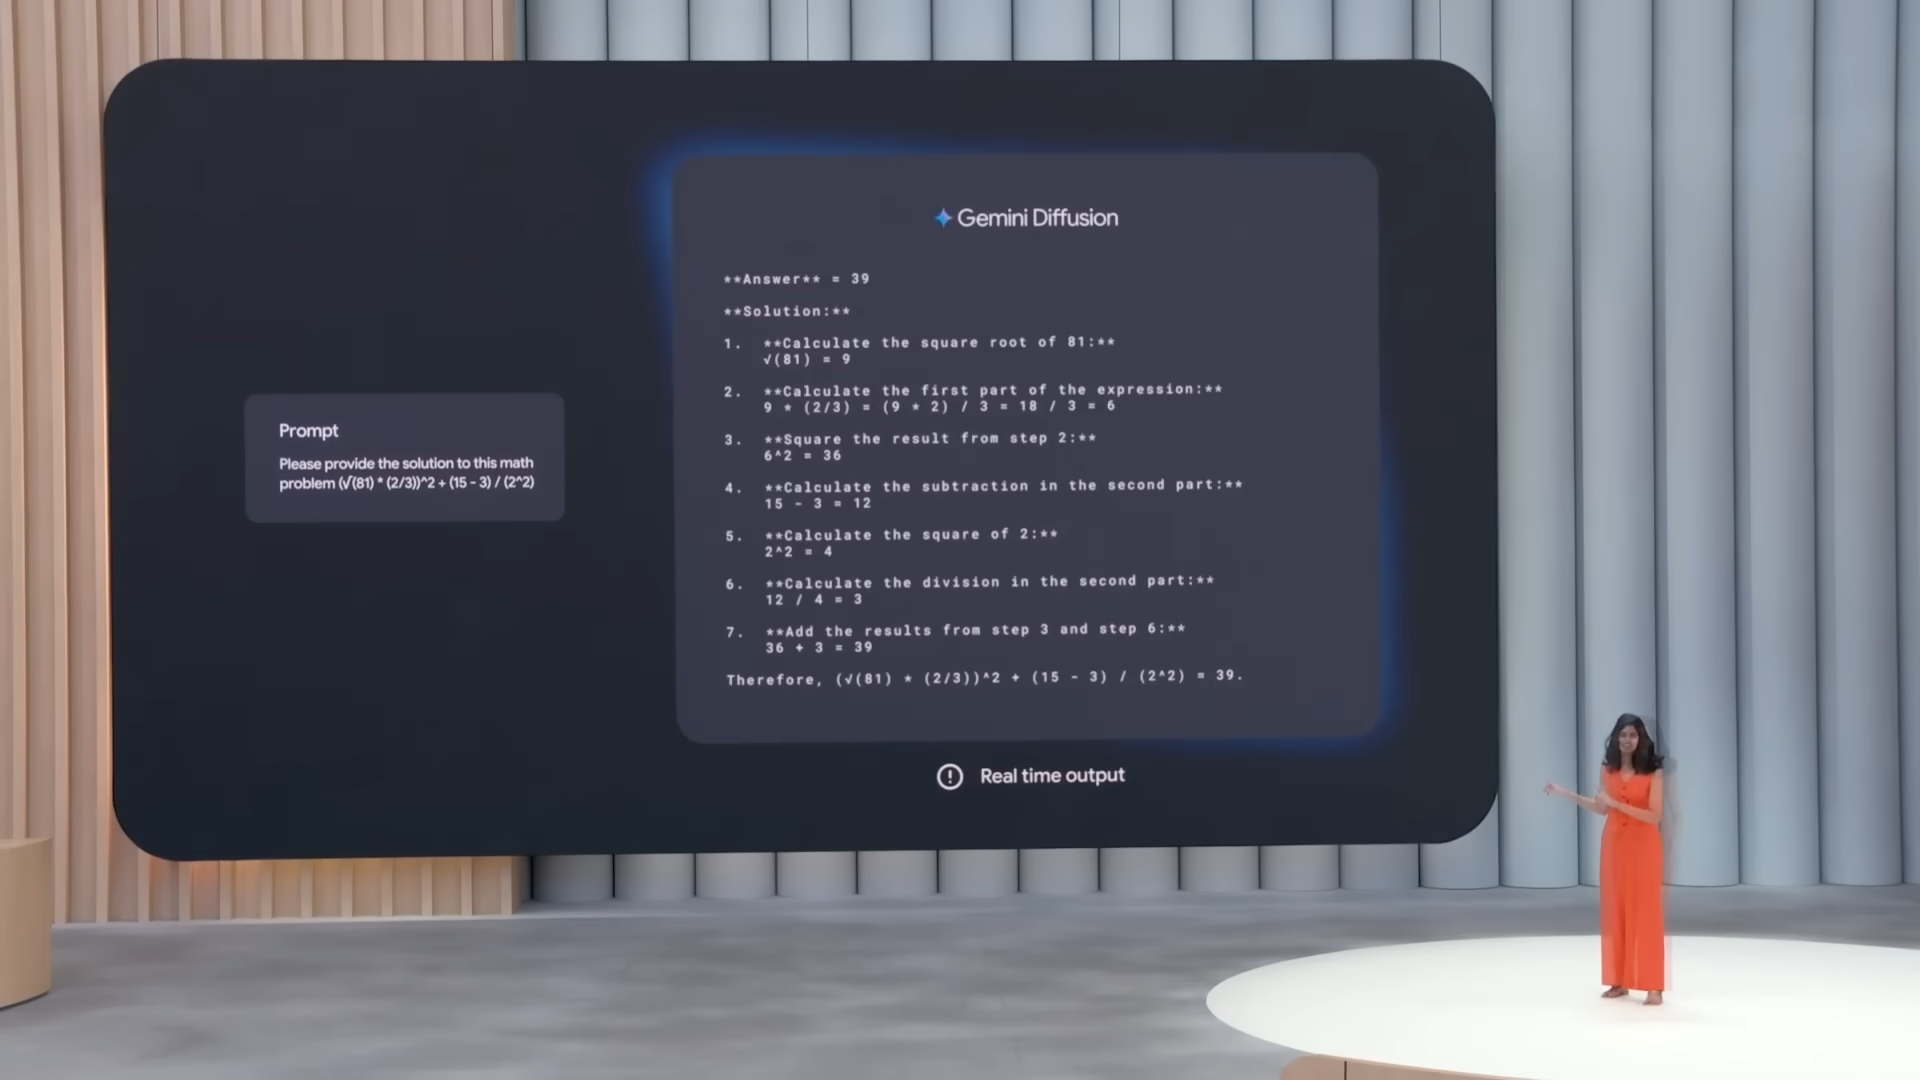 Gemini Diffusion
**Answer** = 39
**Solution:**
1. **Calculate the square root of 81:**
√(81) = 9
2. **Calculate the first part of the expression:**
9 * (2/3) = (9 * 2) / 3 = 18 / 3 = 6
3. **Square the result from step 2:**
6^2 = 36
4. **Calculate the subtraction in the second part:**
15 - 3 = 12
5. **Calculate the square of 2:**
2^2 = 4
6. **Calculate the division in the second part:**
12 / 4 = 3
7. **Add the results from step 3 and step 6:**
36 + 3 = 39
Therefore, (√(81) * (2/3))^2 + (15 - 3) / (2^2) = 39.
Prompt
Please provide the solution to this math
problem (√(81) * (2/3))^2 + (15 - 3) / (2^2)
Real time output